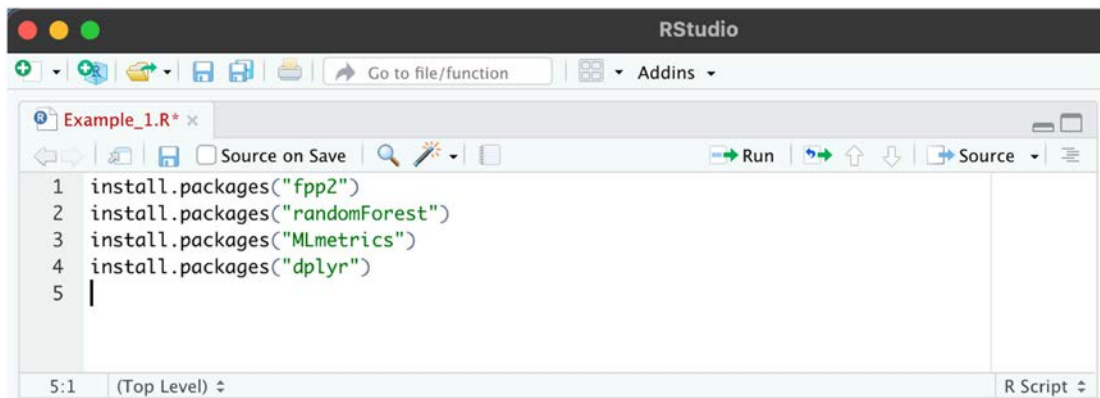 RStudio
Go to file/function Addins
Example_1.R*
Source on Save Run Source
1 install.packages("fpp2")
2 install.packages("randomForest")
3 install.packages("MLmetrics")
4 install.packages("dplyr")
5
5:1 (Top Level) R Script